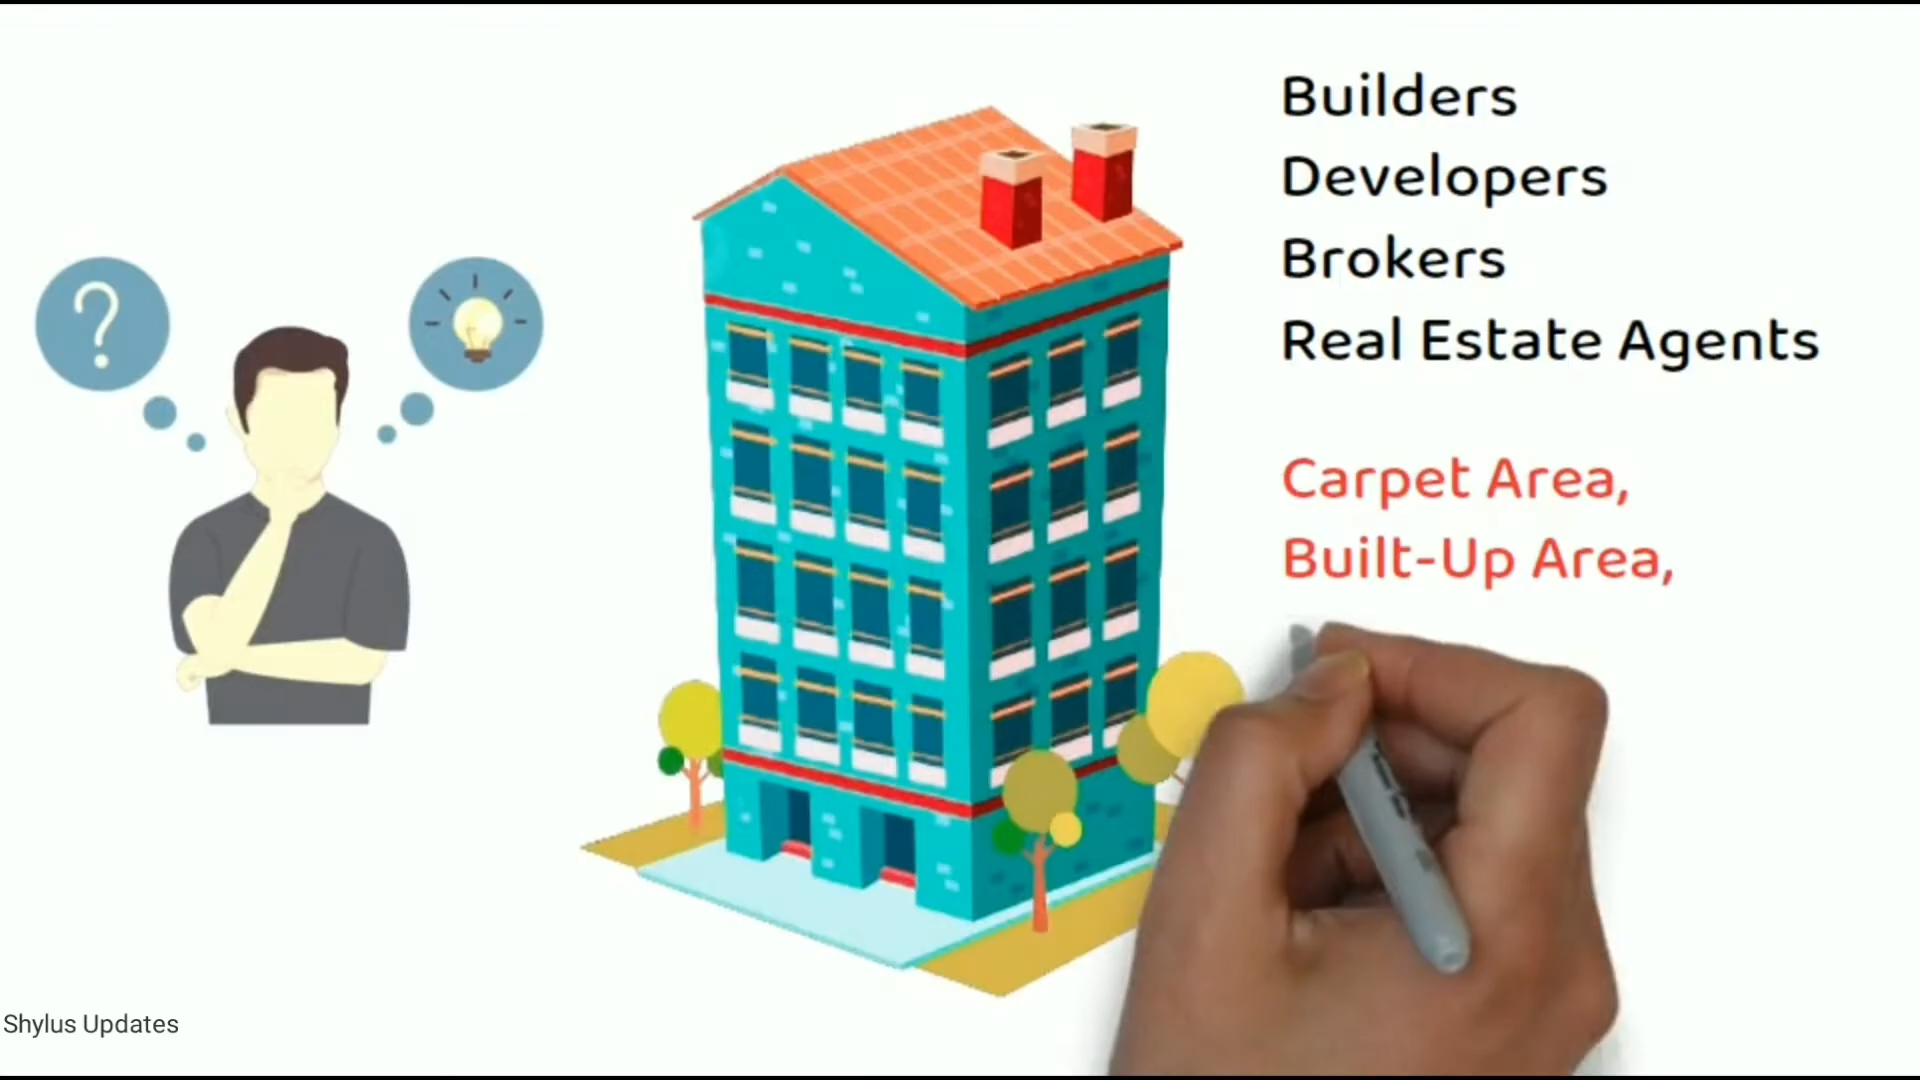 Builders
Developers
Brokers
Real Estate Agents
Carpet Area,
Built-Up Area,
Shylus Updates